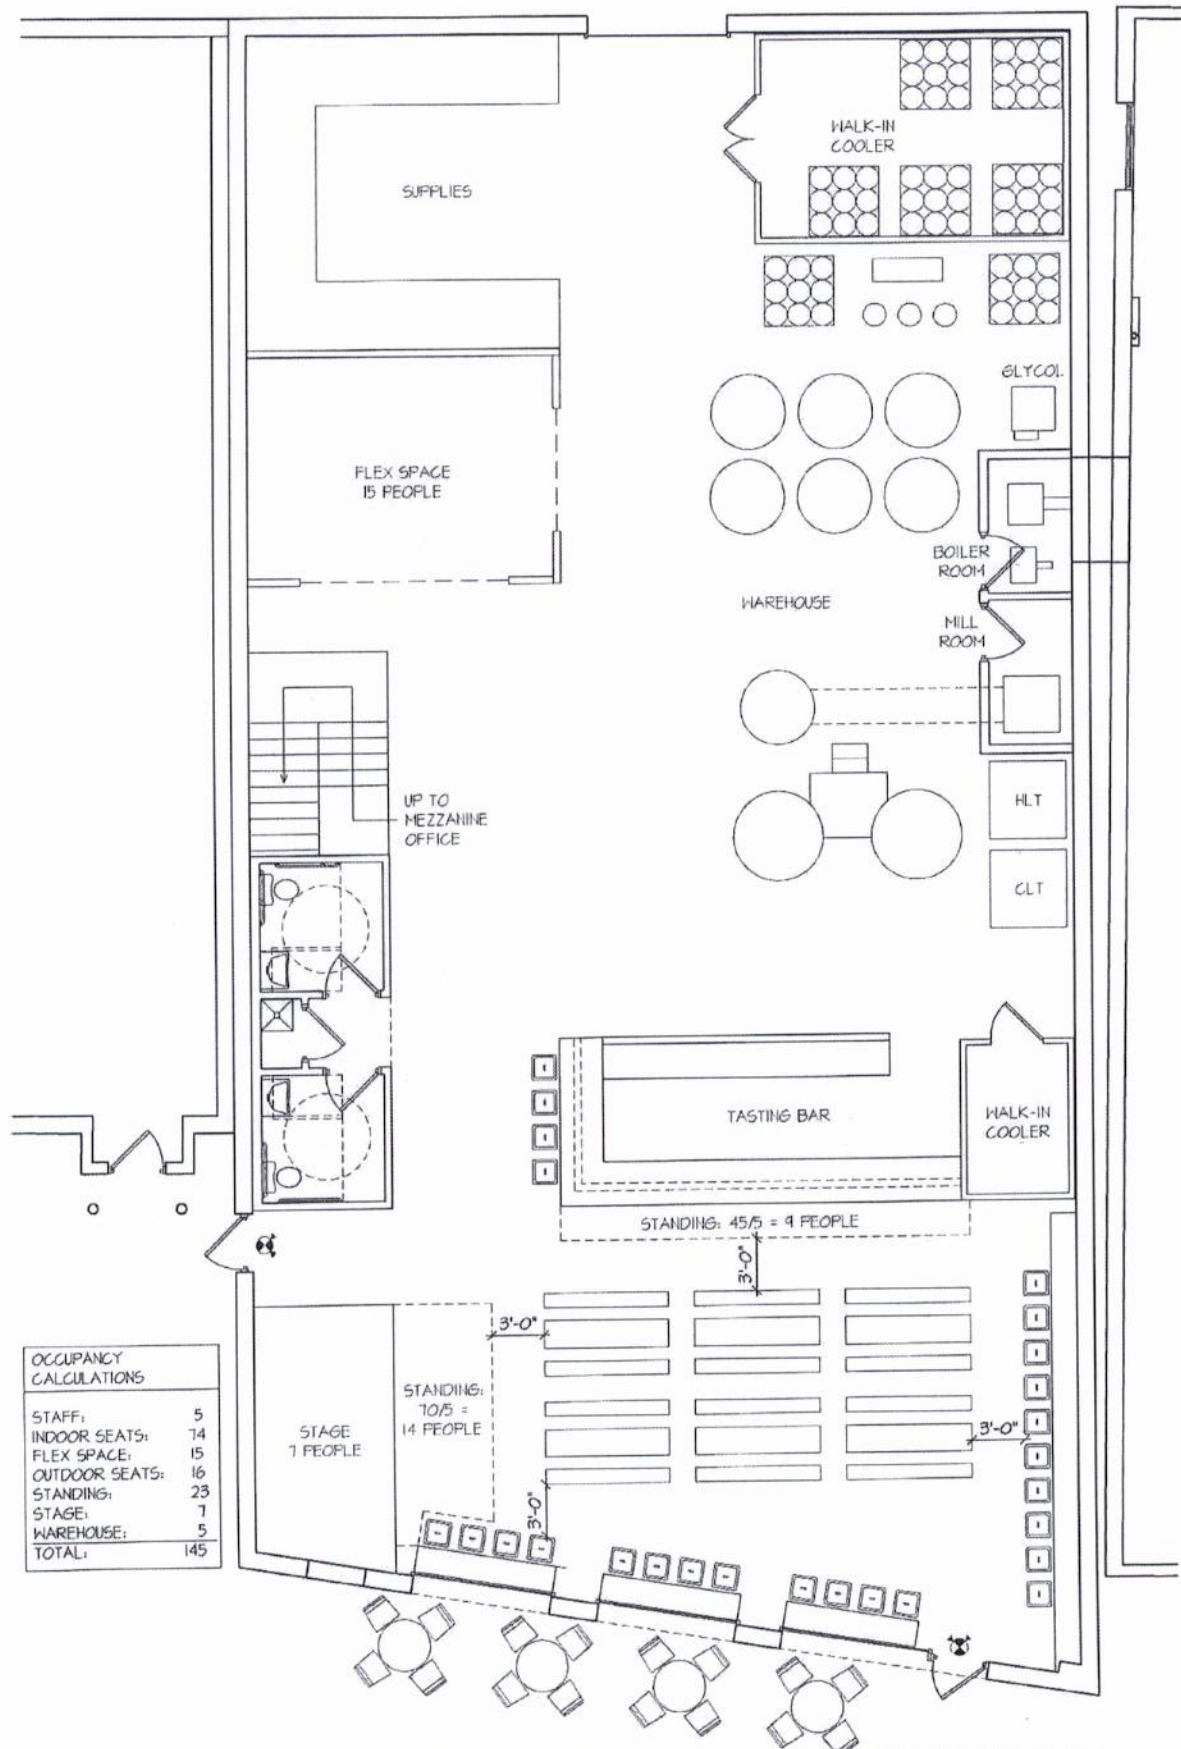 WALK-IN
COOLER
SUPPLIES
GLYCOL
FLEX SPACE
15 PEOPLE
BOILER
ROOM
WAREHOUSE
MILL
ROOM
UP TO
MEZZANINE
OFFICE
HLT
CLT
TASTING BAR
WALK-IN
COOLER
STANDING: 45/5 = 9 PEOPLE
3'-0"
3'-0"
STANDING:
70/5 =
14 PEOPLE
STAGE
7 PEOPLE
3'-0"
3'-0"
OCCUPANCY
CALCULATIONS
STAFF: 5
INDOOR SEATS: 74
FLEX SPACE: 15
OUTDOOR SEATS: 16
STANDING: 23
STAGE: 7
WAREHOUSE: 5
TOTAL: 145